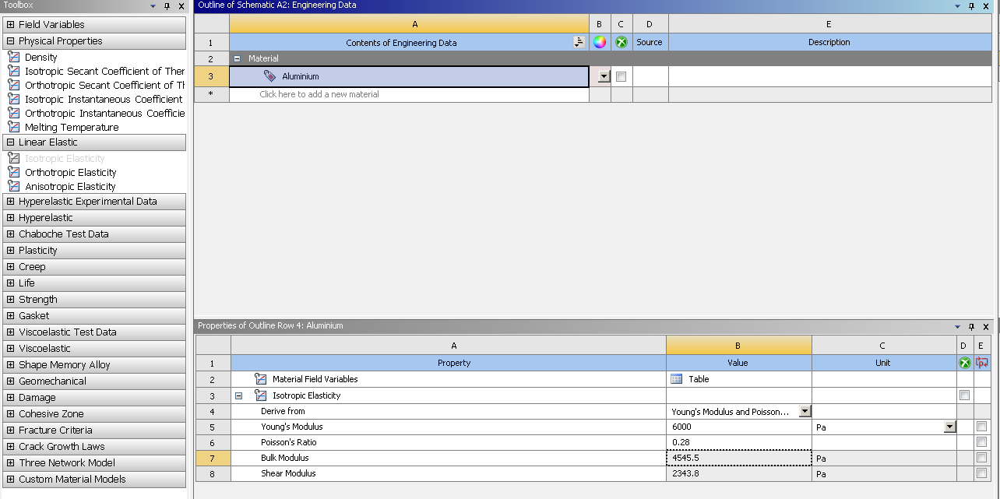 Toolbox
Field Variables
Physical Properties
Density
Isotropic Secant Coefficient of Ther
Orthotropic Secant Coefficient of Th
Isotropic Instantaneous Coefficient
Orthotropic Instantaneous Coefficie
Melting Temperature
Linear Elastic
Isotropic Elasticity
Orthotropic Elasticity
Anisotropic Elasticity
Hyperelastic Experimental Data
Hyperelastic
Chaboche Test Data
Plasticity
Creep
Life
Strength
Gasket
Viscoelastic Test Data
Viscoelastic
Shape Memory Alloy
Geomechanical
Damage
Cohesive Zone
Fracture Criteria
Crack Growth Laws
Three Network Model
Custom Material Models
Outline of Schematic A2: Engineering Data
A B C D E
1 Contents of Engineering Data Source Description
2 Material
3 Aluminium
* Click here to add a new material
Properties of Outline Row 4: Aluminium
A B C D E
1 Property Value Unit
2 Material Field Variables Table
3 Isotropic Elasticity
4 Derive from Young's Modulus and Poisson...
5 Young's Modulus 6000 Pa
6 Poisson's Ratio 0.28
7 Bulk Modulus 4545.5 Pa
8 Shear Modulus 2343.8 Pa